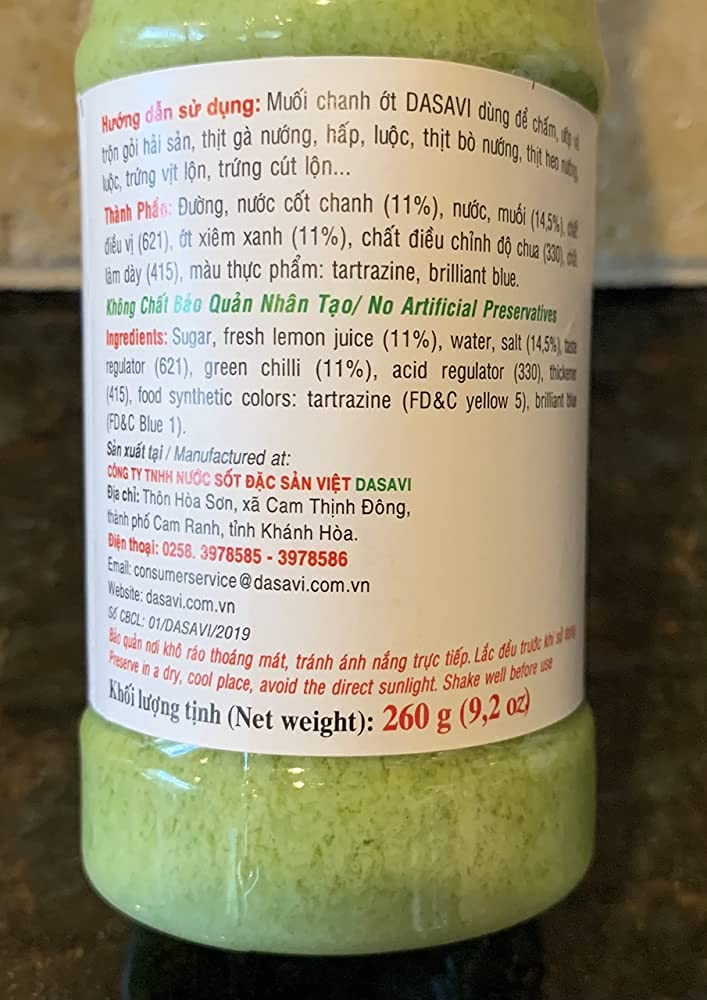 Hướng dẫn sử dụng: Muối chanh ớt DASAVI dùng để chấm,
trộn gỏi hải sản, thịt gà nướng, hấp, luộc, thịt bò nướng, thịt heo nướng,
luộc, trứng vịt lộn, trứng cút lộn...
Thành Phần: Đường, nước cốt chanh (11%), nước, muối (14,5%), chất
điều vị (621), ớt xiêm xanh (11%), chất điều chỉnh độ chua (330), chất
làm dày (415), màu thực phẩm: tartrazine, brilliant blue.
Không Chất Bảo Quản Nhân Tạo/ No Artificial Preservatives
Ingredients: Sugar, fresh lemon juice (11%), water, salt (14,5%), taste
regulator (621), green chilli (11%), acid regulator (330), thickener
(415), food synthetic colors: tartrazine (FD&C yellow 5), brilliant blue
(FD&C Blue 1).
Sản xuất tại / Manufactured at:
CÔNG TY TNHH NƯỚC SỐT ĐẶC SẢN VIỆT DASAVI
Địa chỉ: Thôn Hòa Sơn, xã Cam Thịnh Đông,
thành phố Cam Ranh, tỉnh Khánh Hòa.
Điện thoại: 0258. 3978585 - 3978586
Email: consumerservice@dasavi.com.vn
Website: dasavi.com.vn
Số CBCL: 01/DASAVI/2019
Bảo quản nơi khô ráo thoáng mát, tránh ánh nắng trực tiếp. Lắc đều trước khi sử dụng
Preserve in a dry, cool place, avoid the direct sunlight. Shake well before use
Khối lượng tịnh (Net weight): 260 g (9,2 oz)